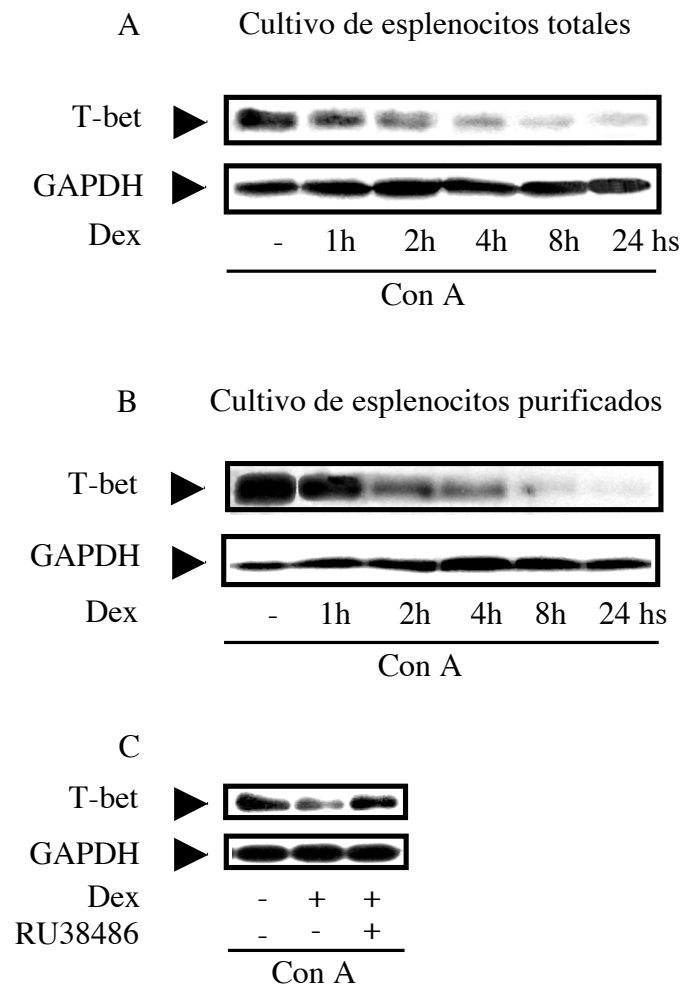 A Cultivo de esplenocitos totales
T-bet
GAPDH
Dex - 1h 2h 4h 8h 24 hs
Con A
B Cultivo de esplenocitos purificados
T-bet
GAPDH
Dex - 1h 2h 4h 8h 24 hs
Con A
C
T-bet
GAPDH
Dex - + +
RU38486 - - +
Con A